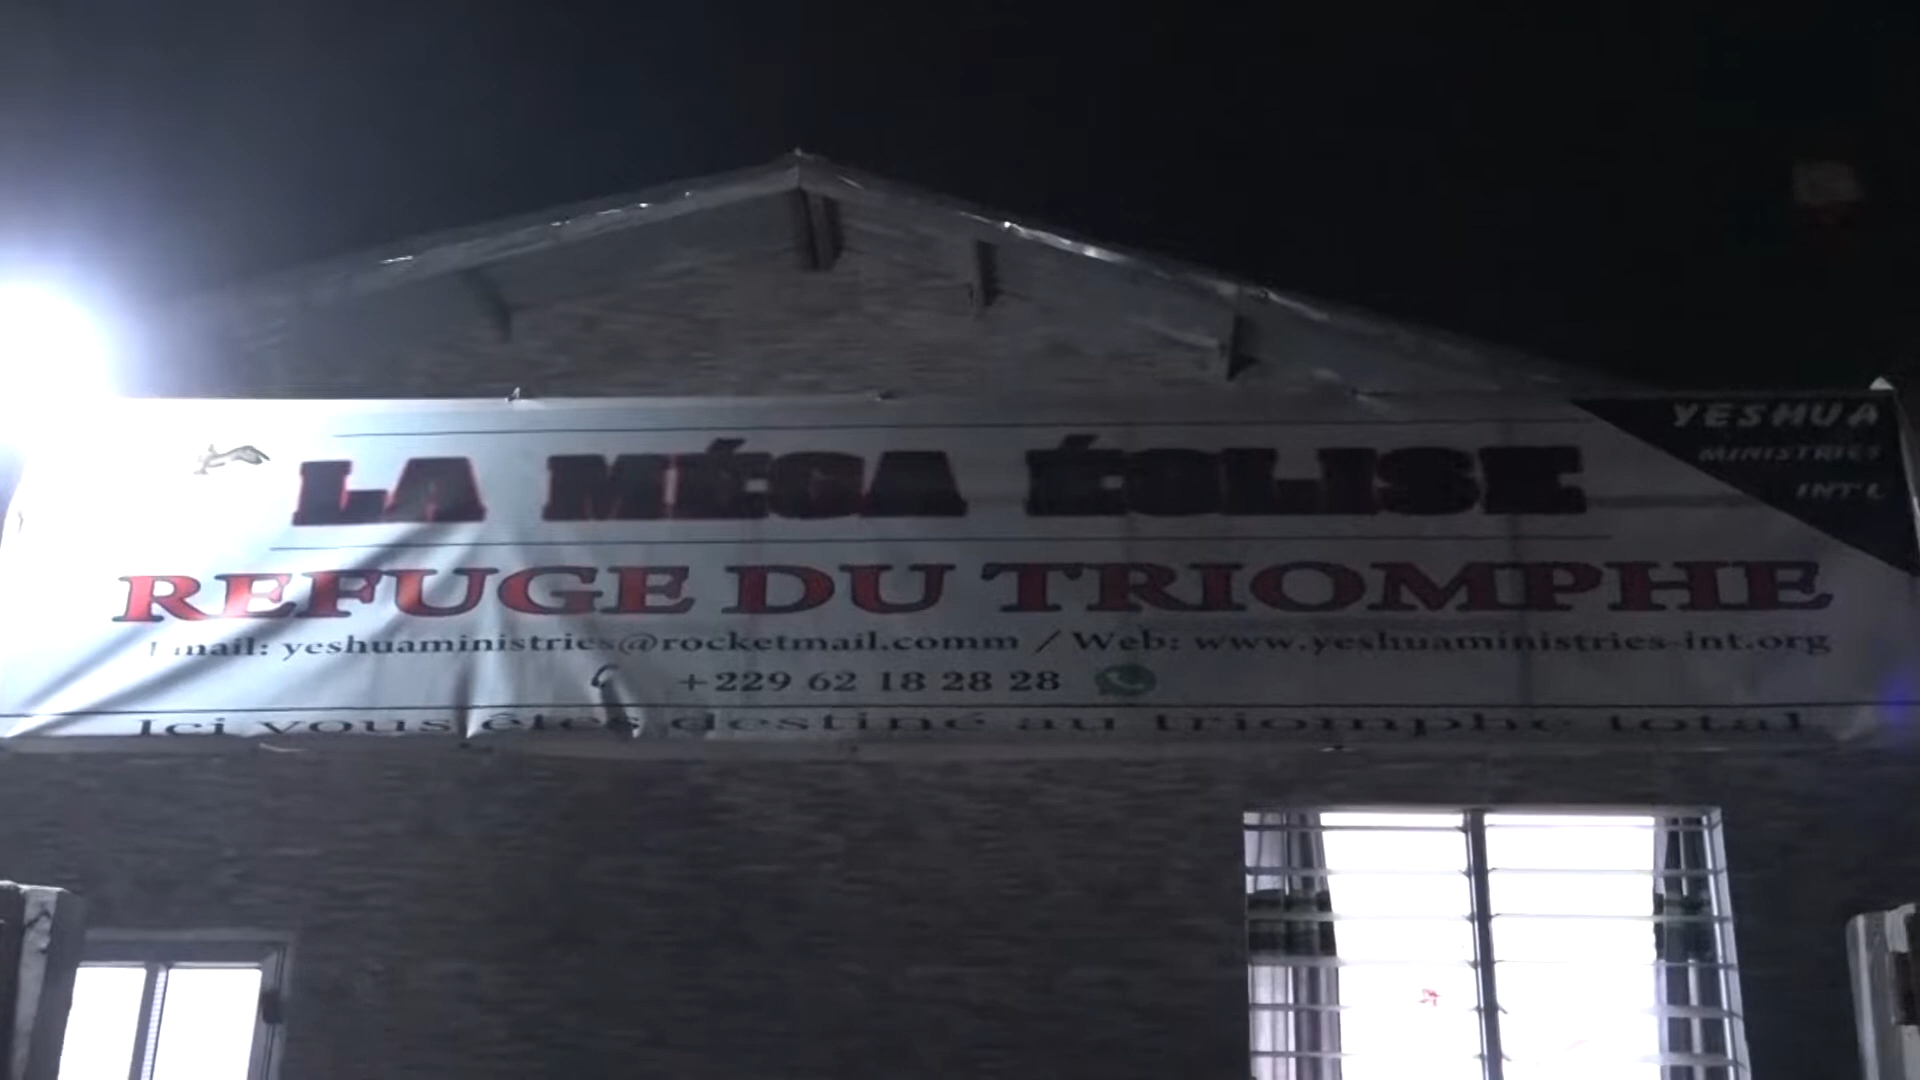 YESHUA
MINISTRIES
INT'L
LA MÉGA ÉGLISE
REFUGE DU TRIOMPHE
Email: yeshuaministries@rocketmail.comm / Web: www.yeshuaministries-int.org
+229 62 18 28 28
Ici vous êtes destiné au triomphe total